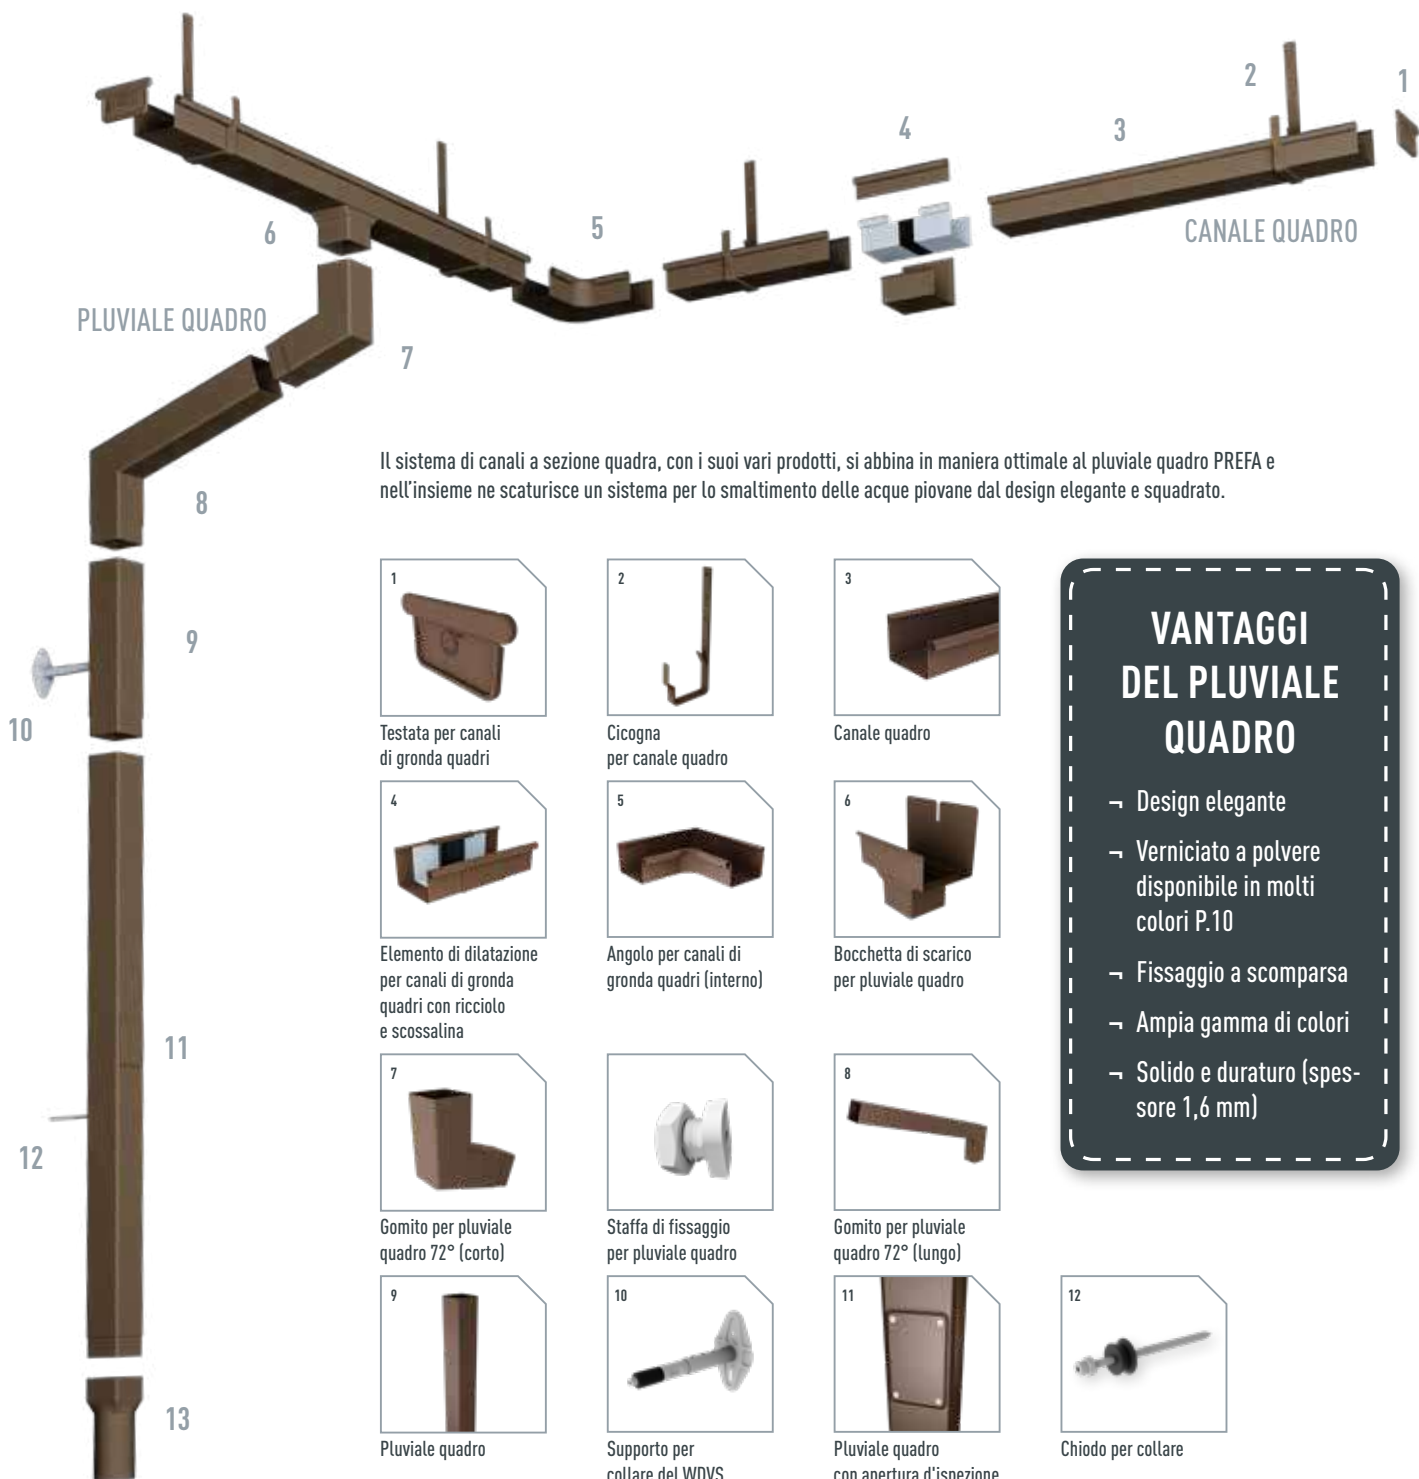 2
1
4
3
6
5
CANALE QUADRO
PLUVIALE QUADRO
7
8
9
10
11
12
13
Il sistema di canali a sezione quadra, con i suoi vari prodotti, si abbina in maniera ottimale al pluviale quadro PREFA e
nell'insieme ne scaturisce un sistema per lo smaltimento delle acque piovane dal design elegante e squadrato.
1
Testata per canali
di gronda quadri
2
Cicogna
per canale quadro
3
Canale quadro
4
Elemento di dilatazione
per canali di gronda
quadri con ricciolo
e scossalina
5
Angolo per canali di
gronda quadri (interno)
6
Bocchetta di scarico
per pluviale quadro
7
Gomito per pluviale
quadro 72° (corto)
Staffa di fissaggio
per pluviale quadro
8
Gomito per pluviale
quadro 72° (lungo)
9
Pluviale quadro
10
Supporto per
collare del WDVS
11
Pluviale quadro
con apertura d'ispezione
12
Chiodo per collare
VANTAGGI
DEL PLUVIALE
QUADRO
¬ Design elegante
¬ Verniciato a polvere
disponibile in molti
colori P.10
¬ Fissaggio a scomparsa
¬ Ampia gamma di colori
¬ Solido e duraturo (spes-
sore 1,6 mm)